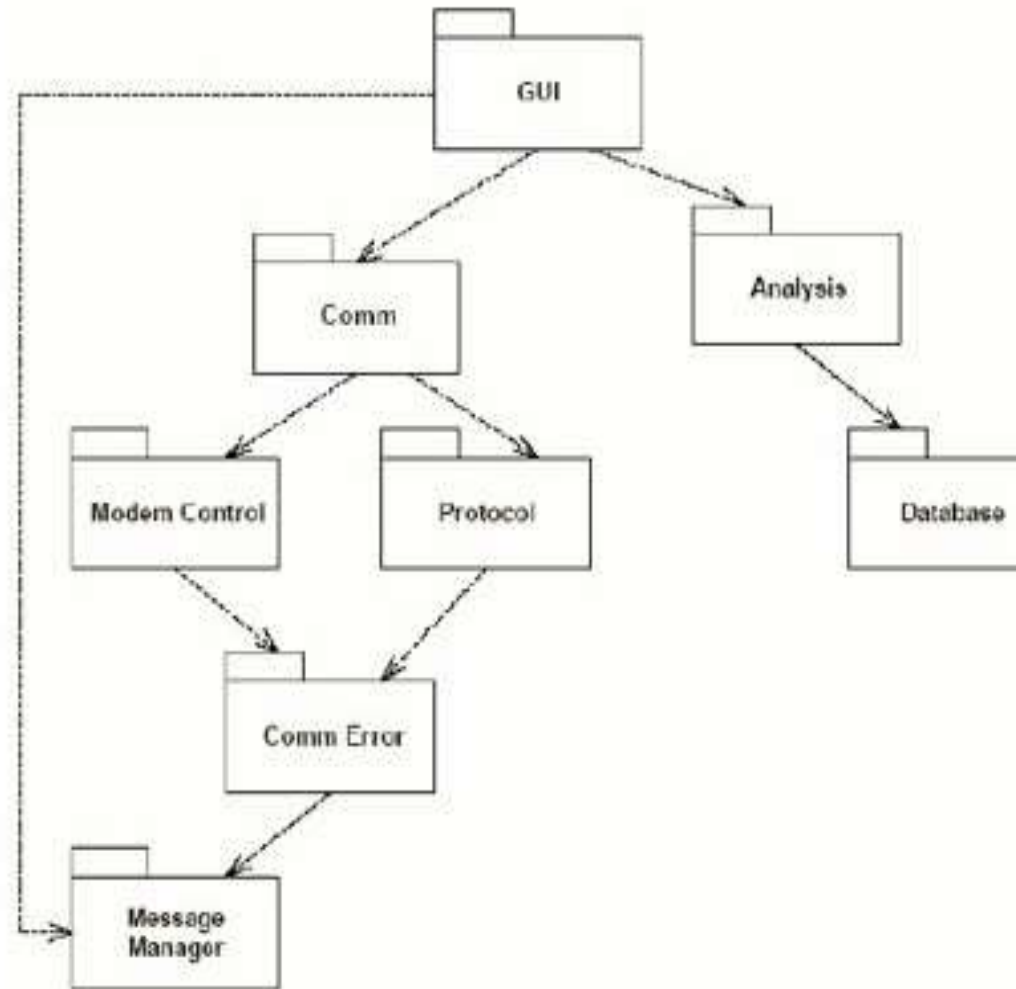 GUI
Comm
Analysis
Modem Control
Protocol
Database
Comm Error
Message
Manager